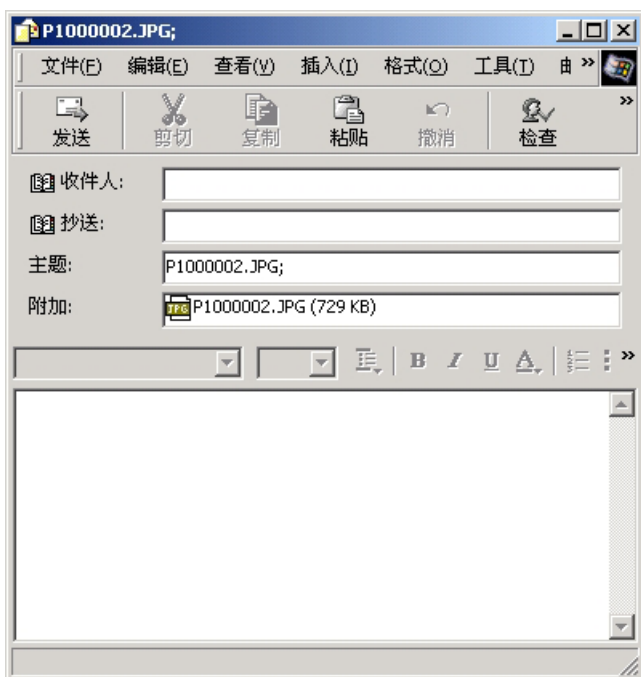 P1000002.JPG;
文件(F) 编辑(E) 查看(V) 插入(I) 格式(O) 工具(T) 由 »
发送 剪切 复制 粘贴 撤消 检查 »
收件人:
抄送:
主题: P1000002.JPG;
附加: P1000002.JPG (729 KB)
B I U A »